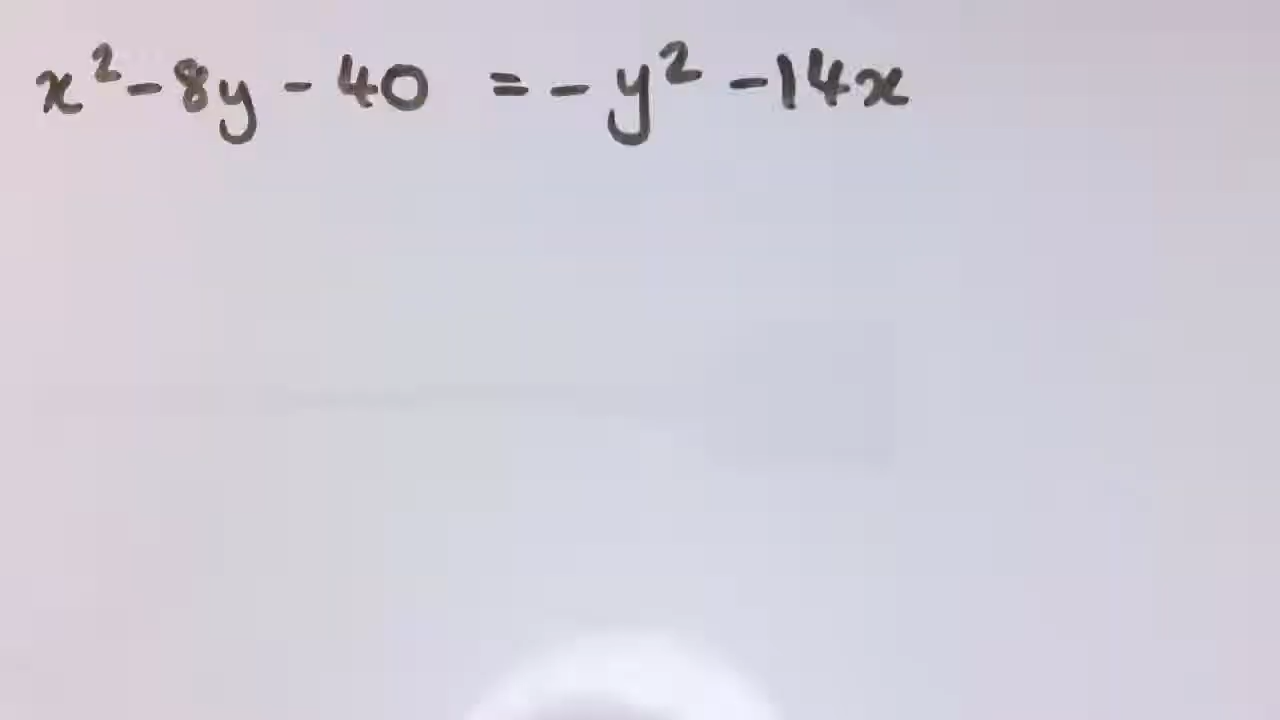 x² - 8y - 40 = - y² - 14x